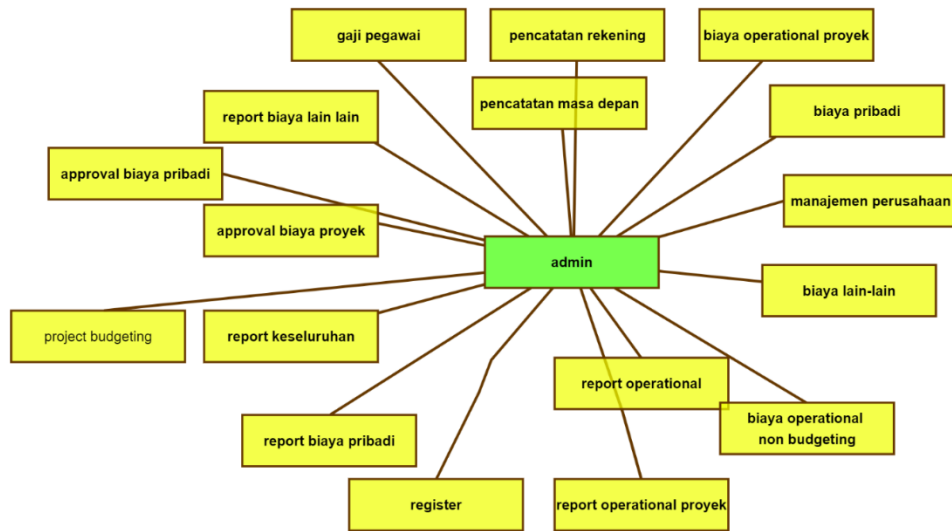 gaji pegawai
pencatatan rekening
biaya operational proyek
pencatatan masa depan
report biaya lain lain
biaya pribadi
approval biaya pribadi
manajemen perusahaan
approval biaya proyek
admin
biaya lain-lain
project budgeting
report keseluruhan
report operational
biaya operational
non budgeting
report biaya pribadi
register
report operational proyek